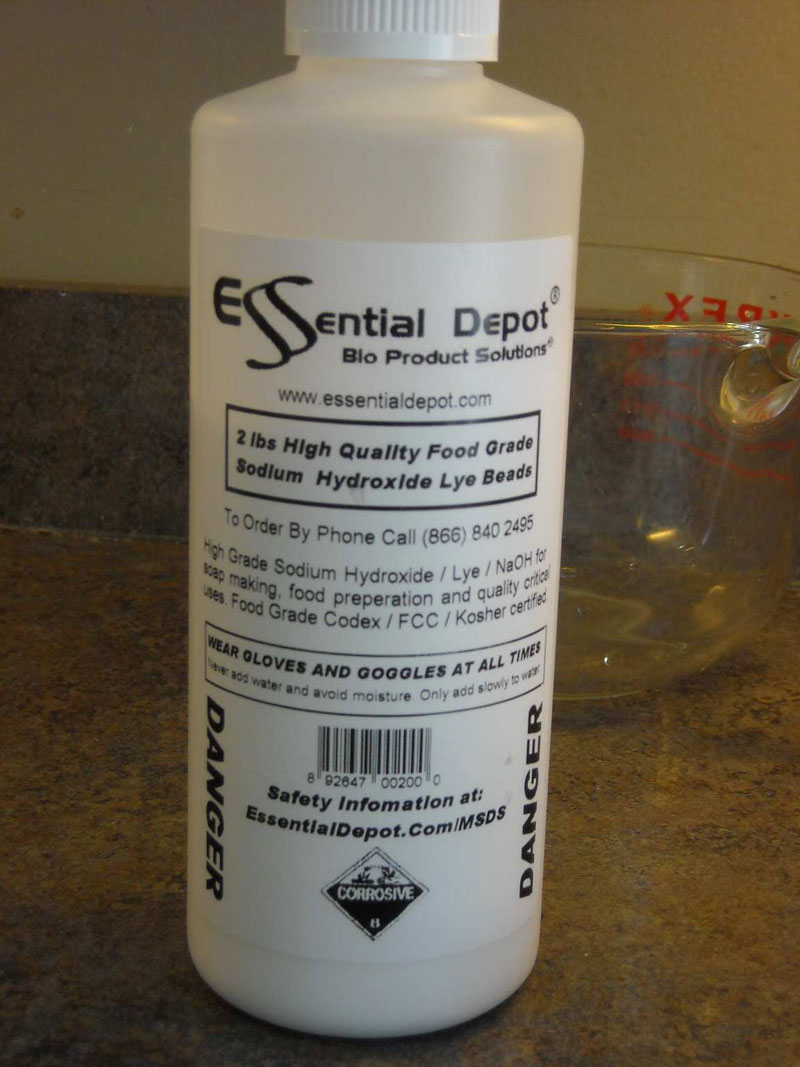 ESSential Depot®
Bio Product Solutions®
www.essentialdepot.com
2 lbs High Quality Food Grade
Sodium Hydroxide Lye Beads
To Order By Phone Call (866) 840 2495
High Grade Sodium Hydroxide / Lye / NaOH for
soap making, food preperation and quality critical
uses. Food Grade Codex / FCC / Kosher certified
WEAR GLOVES AND GOGGLES AT ALL TIMES
Never add water and avoid moisture. Only add slowly to water.
DANGER
DANGER
8 92647 00200 0
Safety Infomation at:
EssentialDepot.Com/MSDS
CORROSIVE
8
PYREX